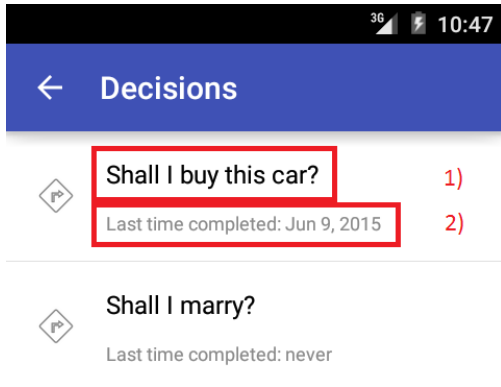 3G 10:47
Decisions
Shall I buy this car? 1)
Last time completed: Jun 9, 2015 2)
Shall I marry?
Last time completed: never